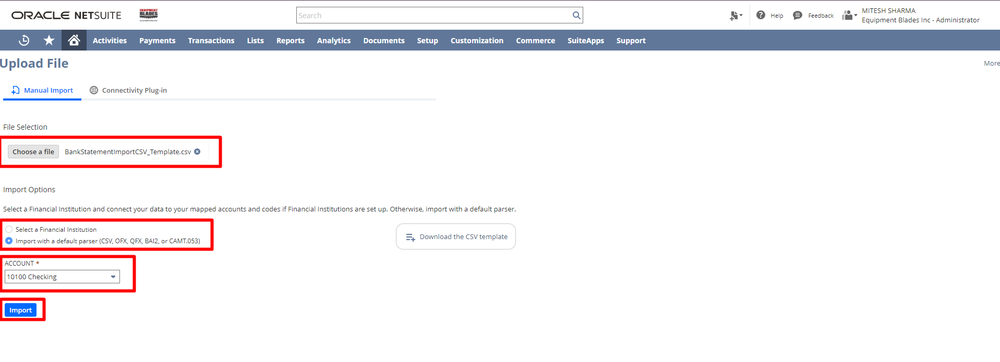 ORACLE NETSUITE
EQUIPMENT
BLADES
Search
Help
Feedback
MITESH SHARMA
Equipment Blades Inc - Administrator
Activities
Payments
Transactions
Lists
Reports
Analytics
Documents
Setup
Customization
Commerce
SuiteApps
Support
Upload File
More
Manual Import
Connectivity Plug-in
File Selection
Choose a file
BankStatementImportCSV_Template.csv
Import Options
Select a Financial Institution and connect your data to your mapped accounts and codes if Financial Institutions are set up. Otherwise, import with a default parser.
Select a Financial Institution
Import with a default parser (CSV, OFX, QFX, BAI2, or CAMT.053)
Download the CSV template
ACCOUNT *
10100 Checking
Import